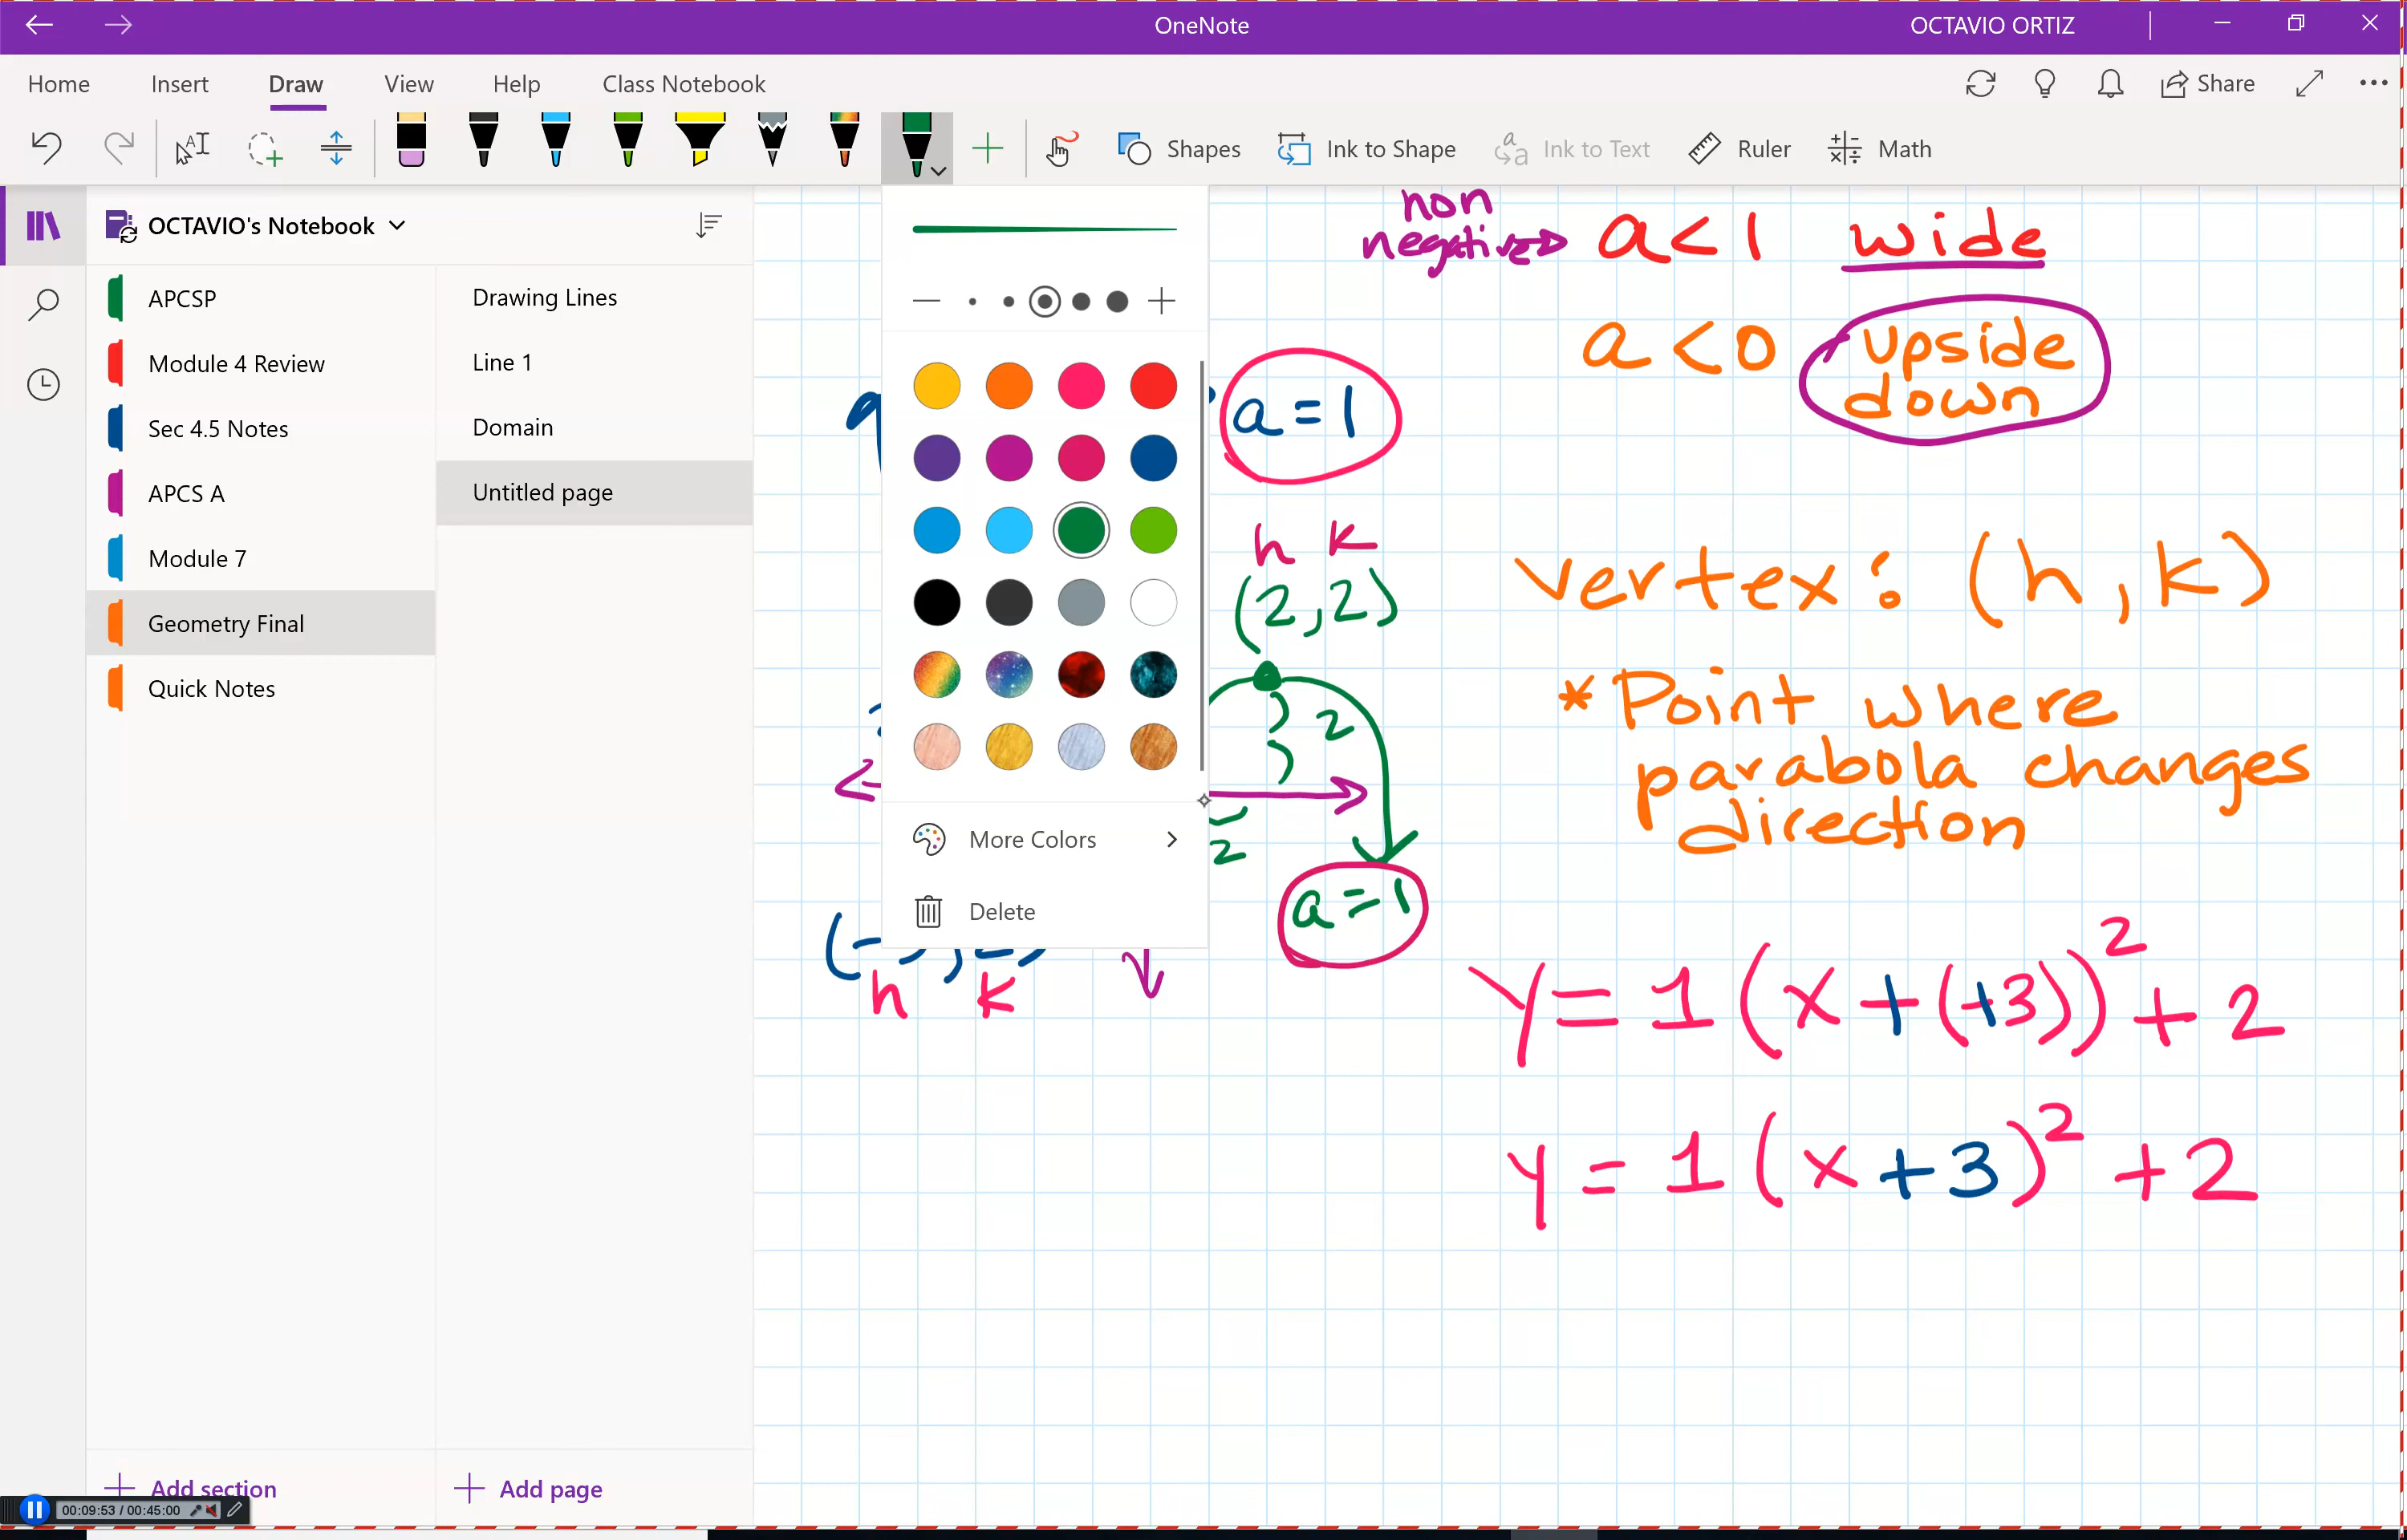 OneNote
OCTAVIO ORTIZ
Home Insert Draw View Help Class Notebook Share
Shapes Ink to Shape Ink to Text Ruler Math
OCTAVIO's Notebook
APCSP
Module 4 Review
Sec 4.5 Notes
APCS A
Module 7
Geometry Final
Quick Notes
Drawing Lines
Line 1
Domain
Untitled page
Add section
Add page
00:09:53 / 00:45:00
More Colors
Delete
non
negative a<1 wide
a<0 upside
down
a=1
h k
(2,2)
2
2
a=1
h k
vertex: (h,k)
*Point where
parabola changes
direction
y=1(x+(+3))²+2
y=1(x+3)²+2